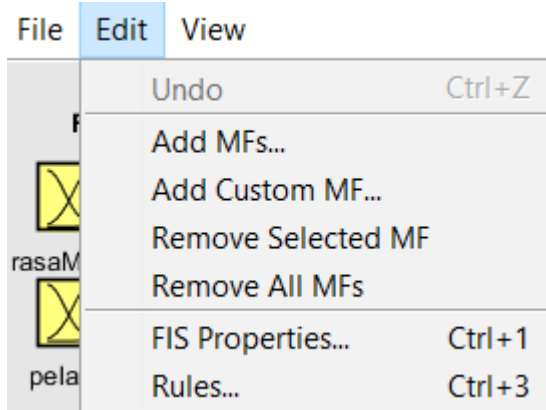 File Edit View
Undo Ctrl+Z
Add MFs...
Add Custom MF...
Remove Selected MF
rasaM
Remove All MFs
FIS Properties... Ctrl+1
pela
Rules... Ctrl+3